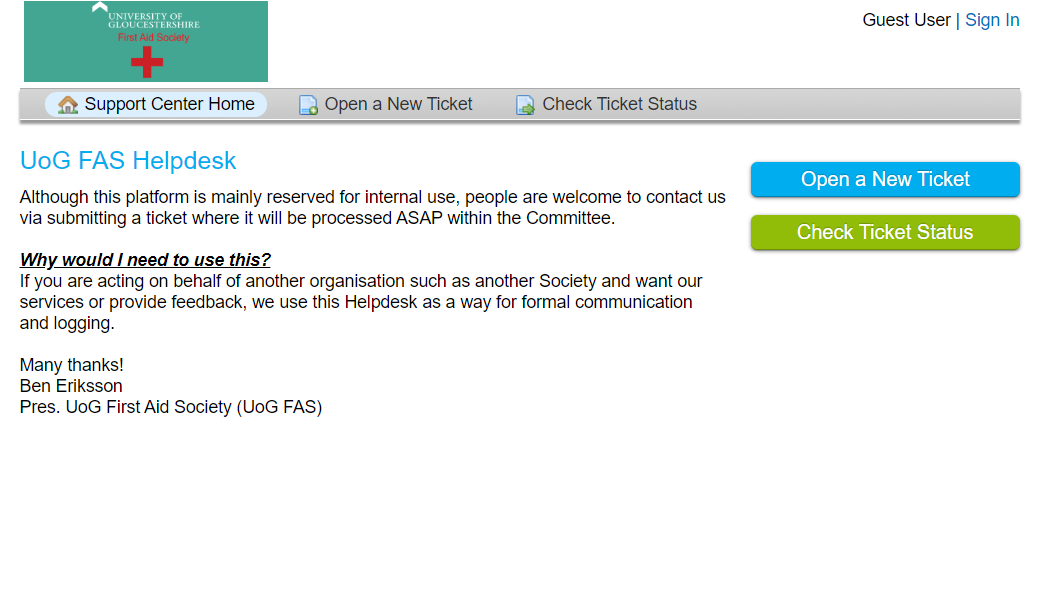 UNIVERSITY OF
GLOUCESTERSHIRE
First Aid Society
Guest User | Sign In
Support Center Home
Open a New Ticket
Check Ticket Status
UoG FAS Helpdesk
Although this platform is mainly reserved for internal use, people are welcome to contact us
via submitting a ticket where it will be processed ASAP within the Committee.
Why would I need to use this?
If you are acting on behalf of another organisation such as another Society and want our
services or provide feedback, we use this Helpdesk as a way for formal communication
and logging.
Many thanks!
Ben Eriksson
Pres. UoG First Aid Society (UoG FAS)
Open a New Ticket
Check Ticket Status